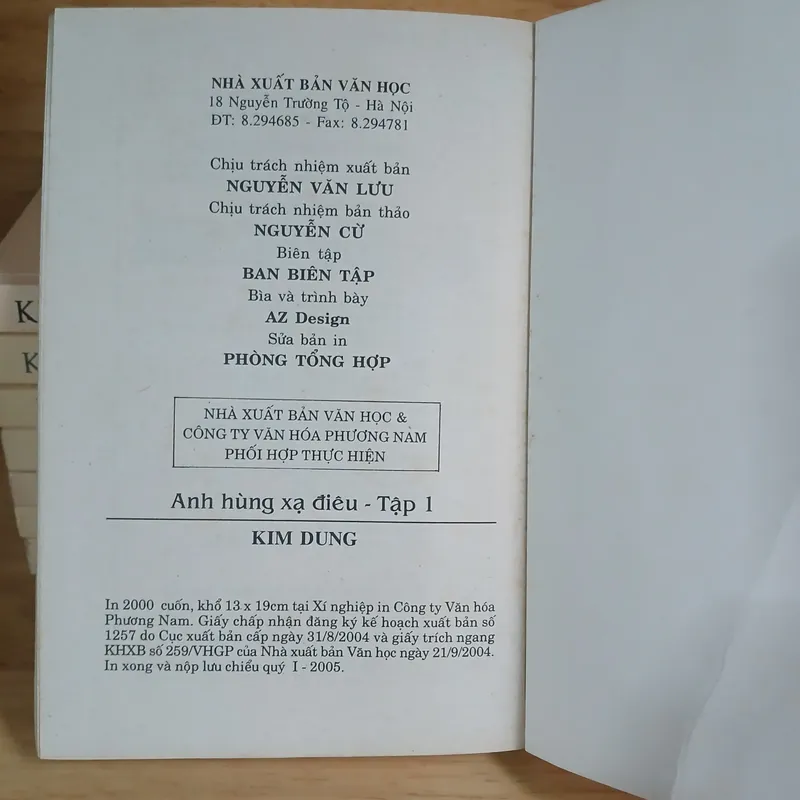 NHÀ XUẤT BẢN VĂN HỌC
18 Nguyễn Trường Tộ - Hà Nội
ĐT: 8.294685 - Fax: 8.294781
Chịu trách nhiệm xuất bản
NGUYỄN VĂN LƯU
Chịu trách nhiệm bản thảo
NGUYỄN CỪ
Biên tập
BAN BIÊN TẬP
Bìa và trình bày
AZ Design
Sửa bản in
PHÒNG TỔNG HỢP
NHÀ XUẤT BẢN VĂN HỌC &
CÔNG TY VĂN HÓA PHƯƠNG NAM
PHỐI HỢP THỰC HIỆN
Anh hùng xạ điêu - Tập 1
KIM DUNG
In 2000 cuốn, khổ 13 x 19cm tại Xí nghiệp in Công ty Văn hóa
Phương Nam. Giấy chấp nhận đăng ký kế hoạch xuất bản số
1257 do Cục xuất bản cấp ngày 31/8/2004 và giấy trích ngang
KHXB số 259/VHGP của Nhà xuất bản Văn học ngày 21/9/2004.
In xong và nộp lưu chiểu quý I - 2005.
K
K